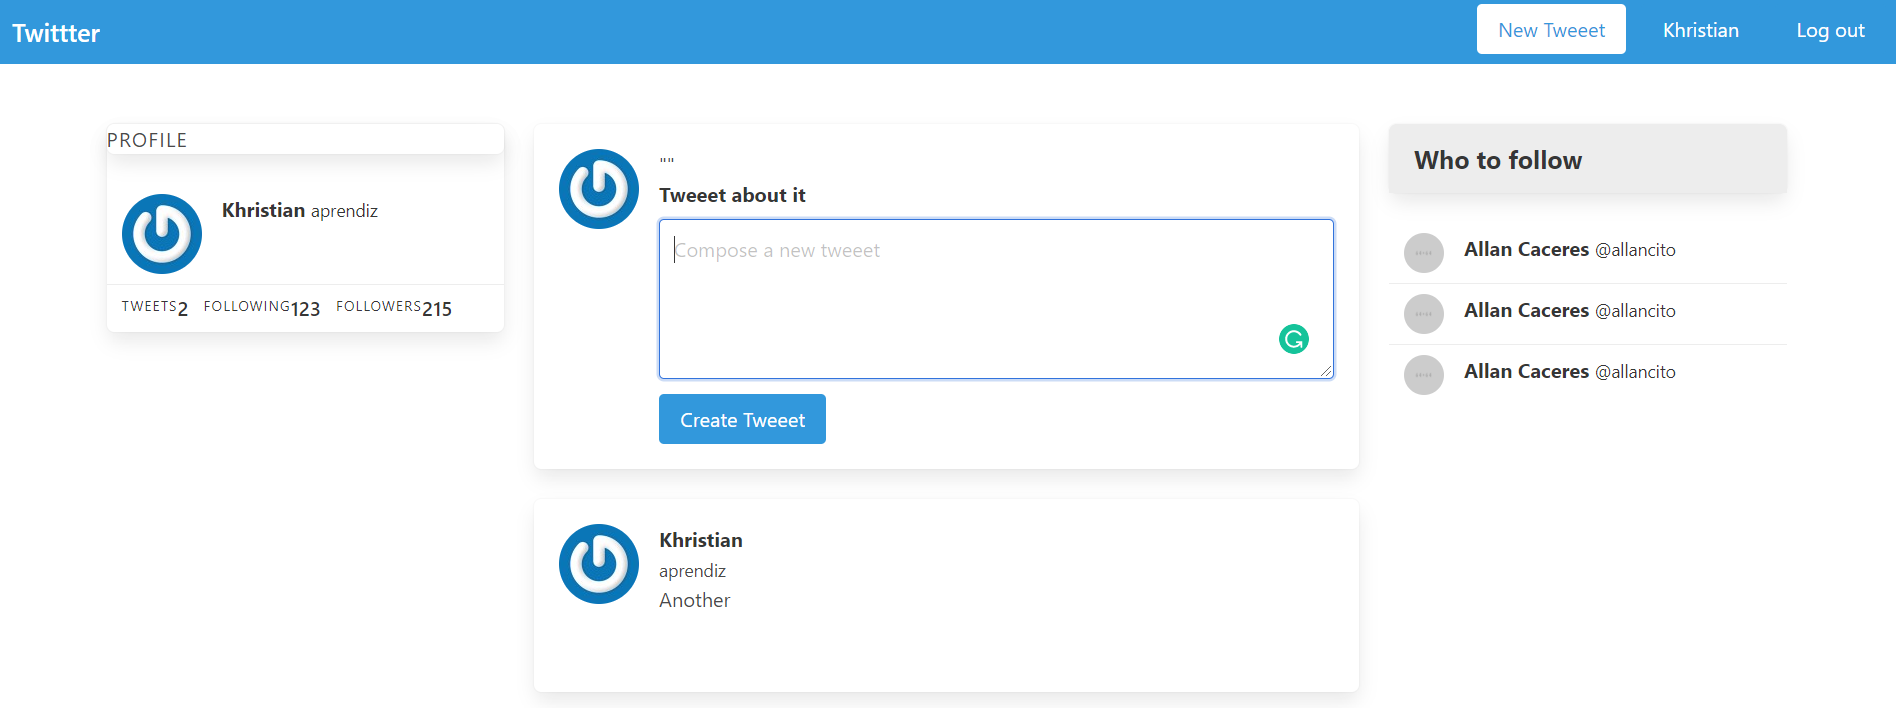 Twittter
New Tweeet
Khristian
Log out
PROFILE
Khristian aprendiz
TWEETS2 FOLLOWING123 FOLLOWERS215
""
Tweeet about it
Compose a new tweeet
Create Tweeet
Khristian
aprendiz
Another
Who to follow
Allan Caceres @allancito
Allan Caceres @allancito
Allan Caceres @allancito